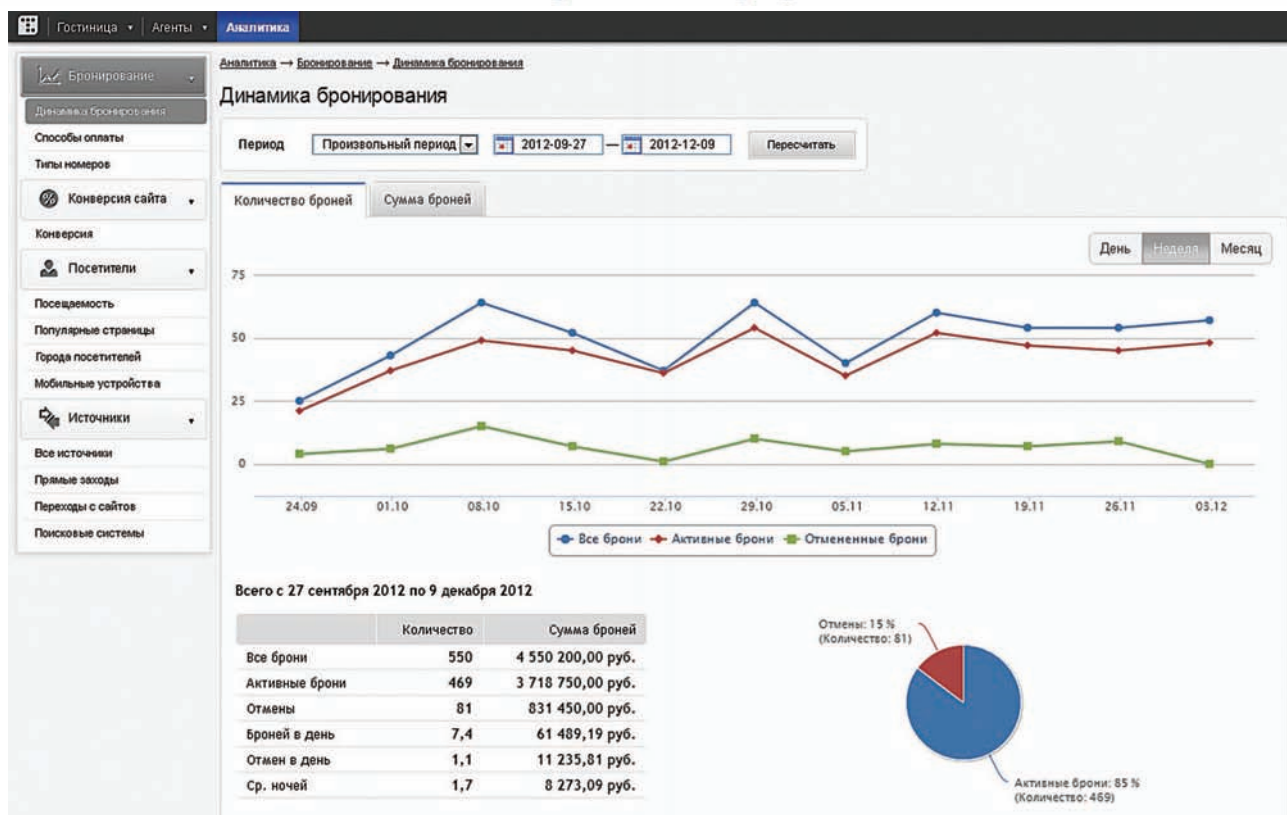 Гостиница Агенты Аналитика
Бронирование
Динамика бронирования
Способы оплаты
Типы номеров
Конверсия сайта
Конверсия
Посетители
Посещаемость
Популярные страницы
Города посетителей
Мобильные устройства
Источники
Все источники
Прямые заходы
Переходы с сайтов
Поисковые системы
Аналитика → Бронирование → Динамика бронирования
Динамика бронирования
Период Произвольный период 2012-09-27 — 2012-12-09 Пересчитать
Количество броней Сумма броней
День Неделя Месяц
75
50
25
0
24.09 01.10 08.10 15.10 22.10 29.10 05.11 12.11 19.11 26.11 03.12
Все брони Активные брони Отмененные брони
Всего с 27 сентября 2012 по 9 декабря 2012
Количество Сумма броней
Все брони 550 4 550 200,00 руб.
Активные брони 469 3 718 750,00 руб.
Отмены 81 831 450,00 руб.
Броней в день 7,4 61 489,19 руб.
Отмен в день 1,1 11 235,81 руб.
Ср. ночей 1,7 8 273,09 руб.
Отмены: 15 %
(Количество: 81)
Активные брони: 85 %
(Количество: 469)